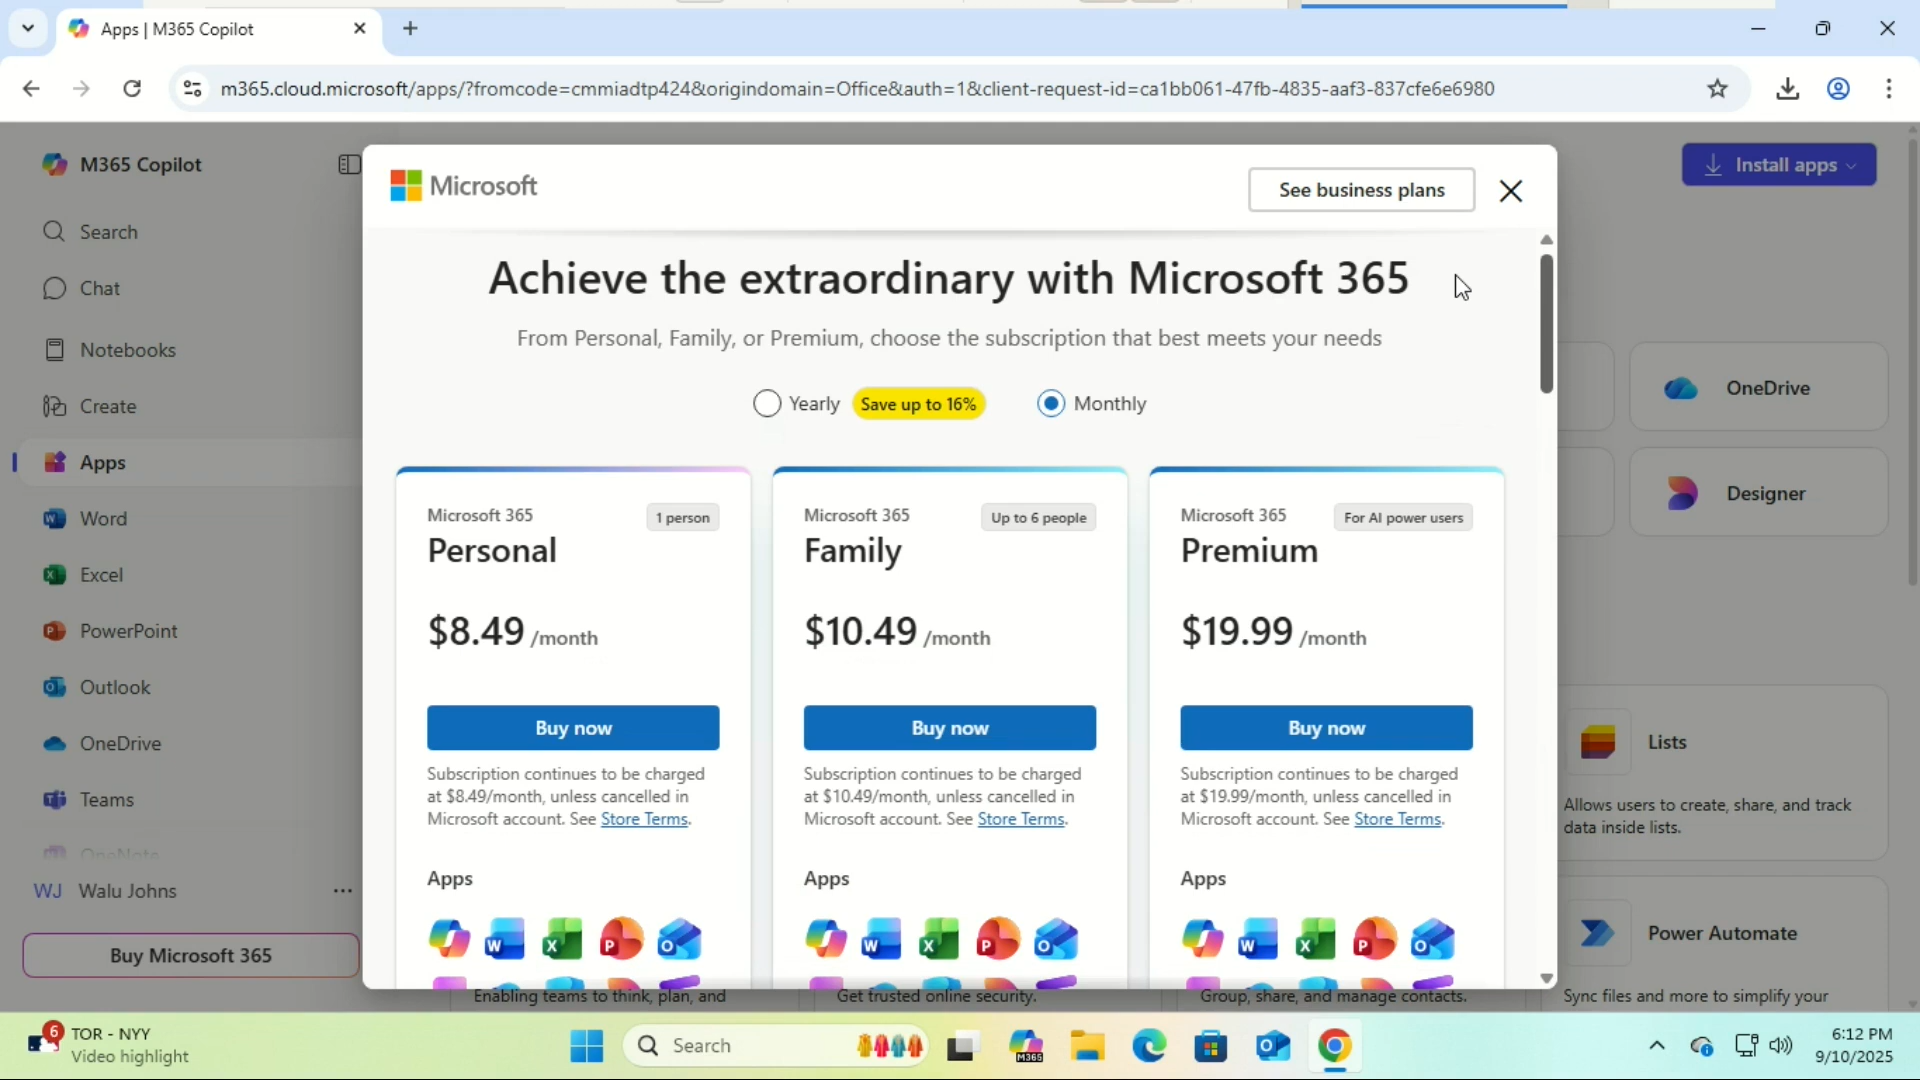 Apps | M365 Copilot
m365.cloud.microsoft/apps/?fromcode=cmmiadtp424&origindomain=Office&auth=1&client-request-id=ca1bb061-47fb-4835-aaf3-837cfe6e6980
M365 Copilot
Search
Chat
Notebooks
Create
Apps
Word
Excel
PowerPoint
Outlook
OneDrive
Teams
OneNote
WJ Walu Johns
Buy Microsoft 365
Microsoft
See business plans
Achieve the extraordinary with Microsoft 365
From Personal, Family, or Premium, choose the subscription that best meets your needs
Yearly Save up to 16% Monthly
Microsoft 365 1 person
Personal
$8.49 /month
Buy now
Subscription continues to be charged
at $8.49/month, unless cancelled in
Microsoft account. See Store Terms.
Apps
Microsoft 365 Up to 6 people
Family
$10.49 /month
Buy now
Subscription continues to be charged
at $10.49/month, unless cancelled in
Microsoft account. See Store Terms.
Apps
Microsoft 365 For AI power users
Premium
$19.99 /month
Buy now
Subscription continues to be charged
at $19.99/month, unless cancelled in
Microsoft account. See Store Terms.
Apps
Install apps
OneDrive
Designer
Lists
Allows users to create, share, and track
data inside lists.
Power Automate
Sync files and more to simplify your
Enabling teams to think, plan, and
Get trusted online security.
Group, share, and manage contacts.
6
TOR - NYY
Video highlight
Search
M365
6:12 PM
9/10/2025